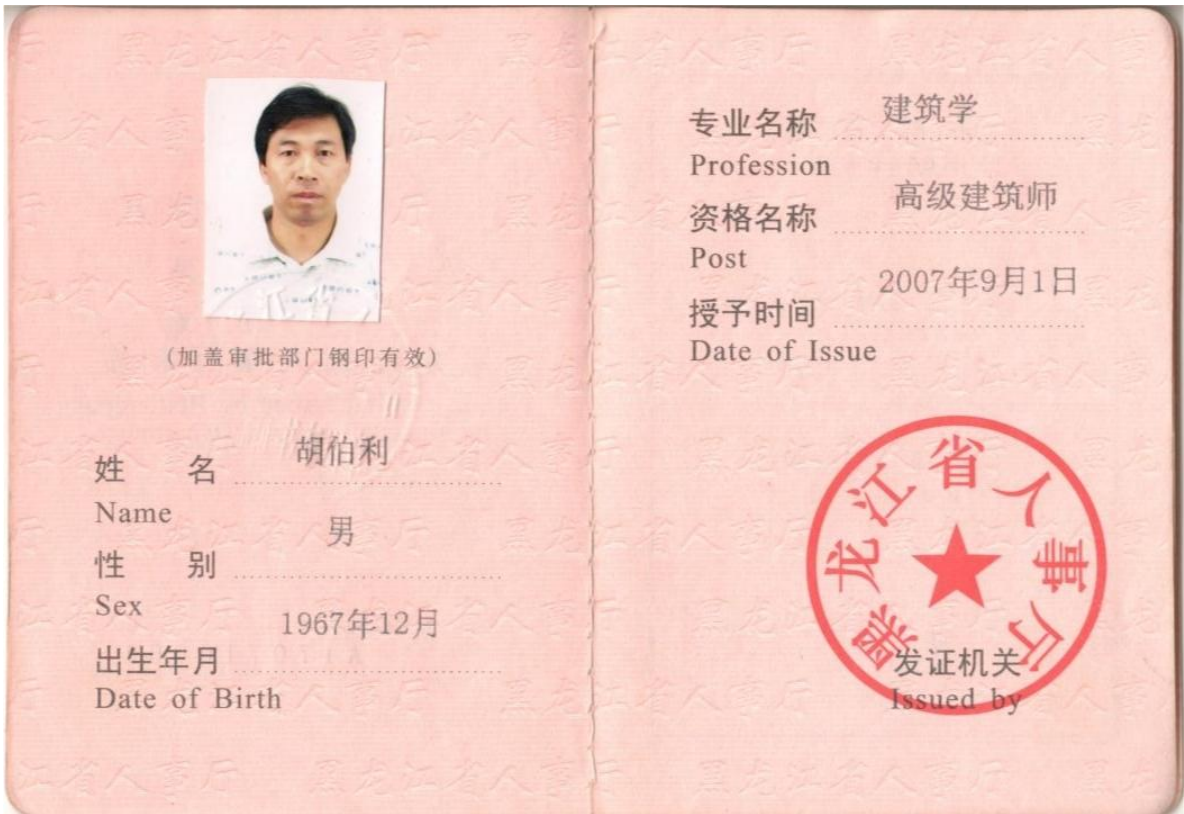 (加盖审批部门钢印有效)
姓 名 胡伯利
Name
性 别 男
Sex
出生年月 1967年12月
Date of Birth
专业名称 建筑学
Profession
资格名称 高级建筑师
Post
授予时间 2007年9月1日
Date of Issue
黑龙江省人事厅
发证机关
Issued by